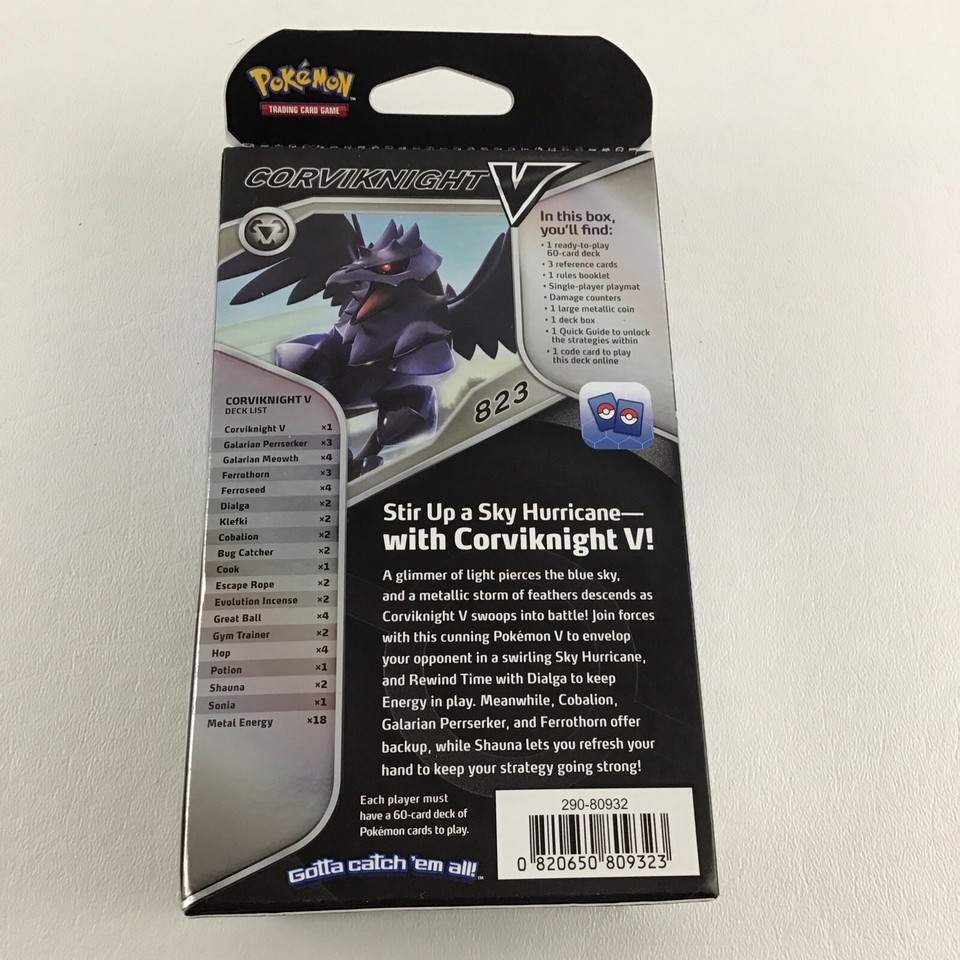 POKéMON™
TRADING CARD GAME
CORVIKNIGHT V
In this box,
you'll find:
• 1 ready-to-play
60-card deck
• 3 reference cards
• 1 rules booklet
• Single-player playmat
• Damage counters
• 1 large metallic coin
• 1 deck box
• 1 Quick Guide to unlock
the strategies within
• 1 code card to play
this deck online
823
CORVIKNIGHT V
DECK LIST
Corviknight V ×1
Galarian Perrserker ×3
Galarian Meowth ×4
Ferrothorn ×3
Ferroseed ×4
Dialga ×2
Klefki ×2
Cobalion ×2
Bug Catcher ×2
Cook ×1
Escape Rope ×2
Evolution Incense ×2
Great Ball ×4
Gym Trainer ×2
Hop ×4
Potion ×1
Shauna ×2
Sonia ×1
Metal Energy ×18
Stir Up a Sky Hurricane—
with Corviknight V!
A glimmer of light pierces the blue sky,
and a metallic storm of feathers descends as
Corviknight V swoops into battle! Join forces
with this cunning Pokémon V to envelop
your opponent in a swirling Sky Hurricane,
and Rewind Time with Dialga to keep
Energy in play. Meanwhile, Cobalion,
Galarian Perrserker, and Ferrothorn offer
backup, while Shauna lets you refresh your
hand to keep your strategy going strong!
Each player must
have a 60-card deck of
Pokémon cards to play.
Gotta catch 'em all!™
290-80932
0 820650 809323